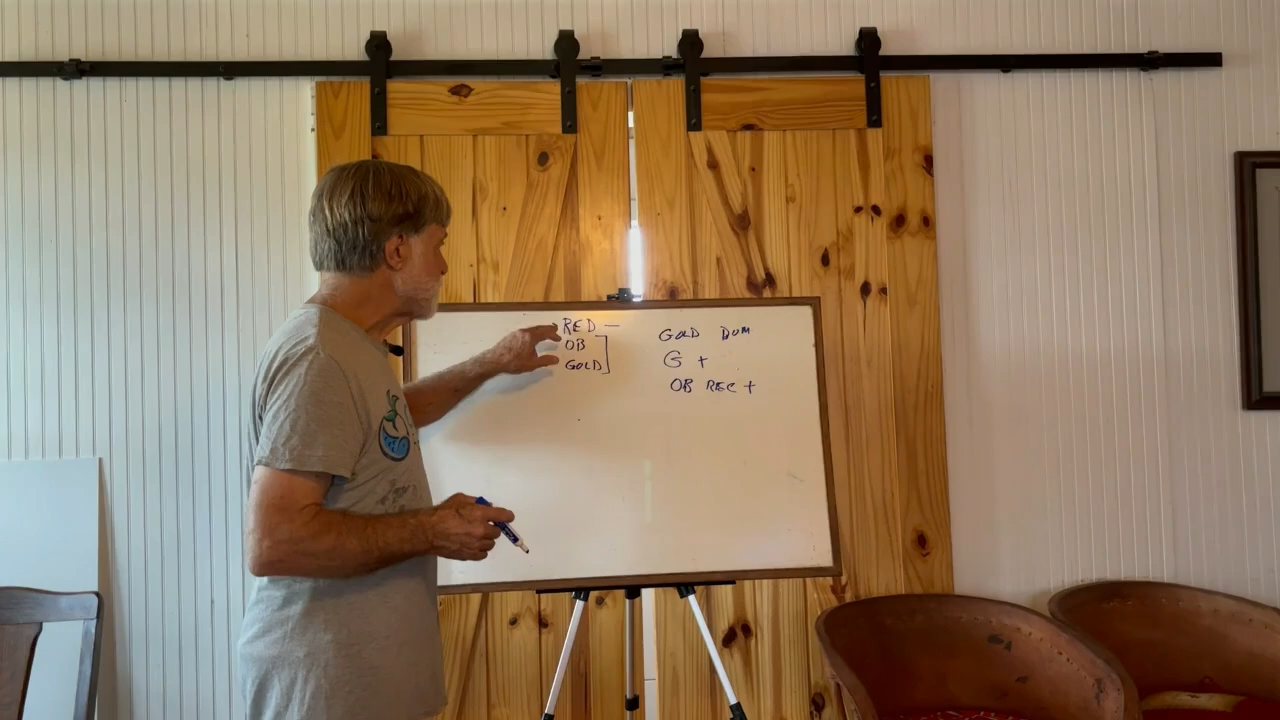 RED —
OB
GOLD
GOLD DOM
G +
OB REC +